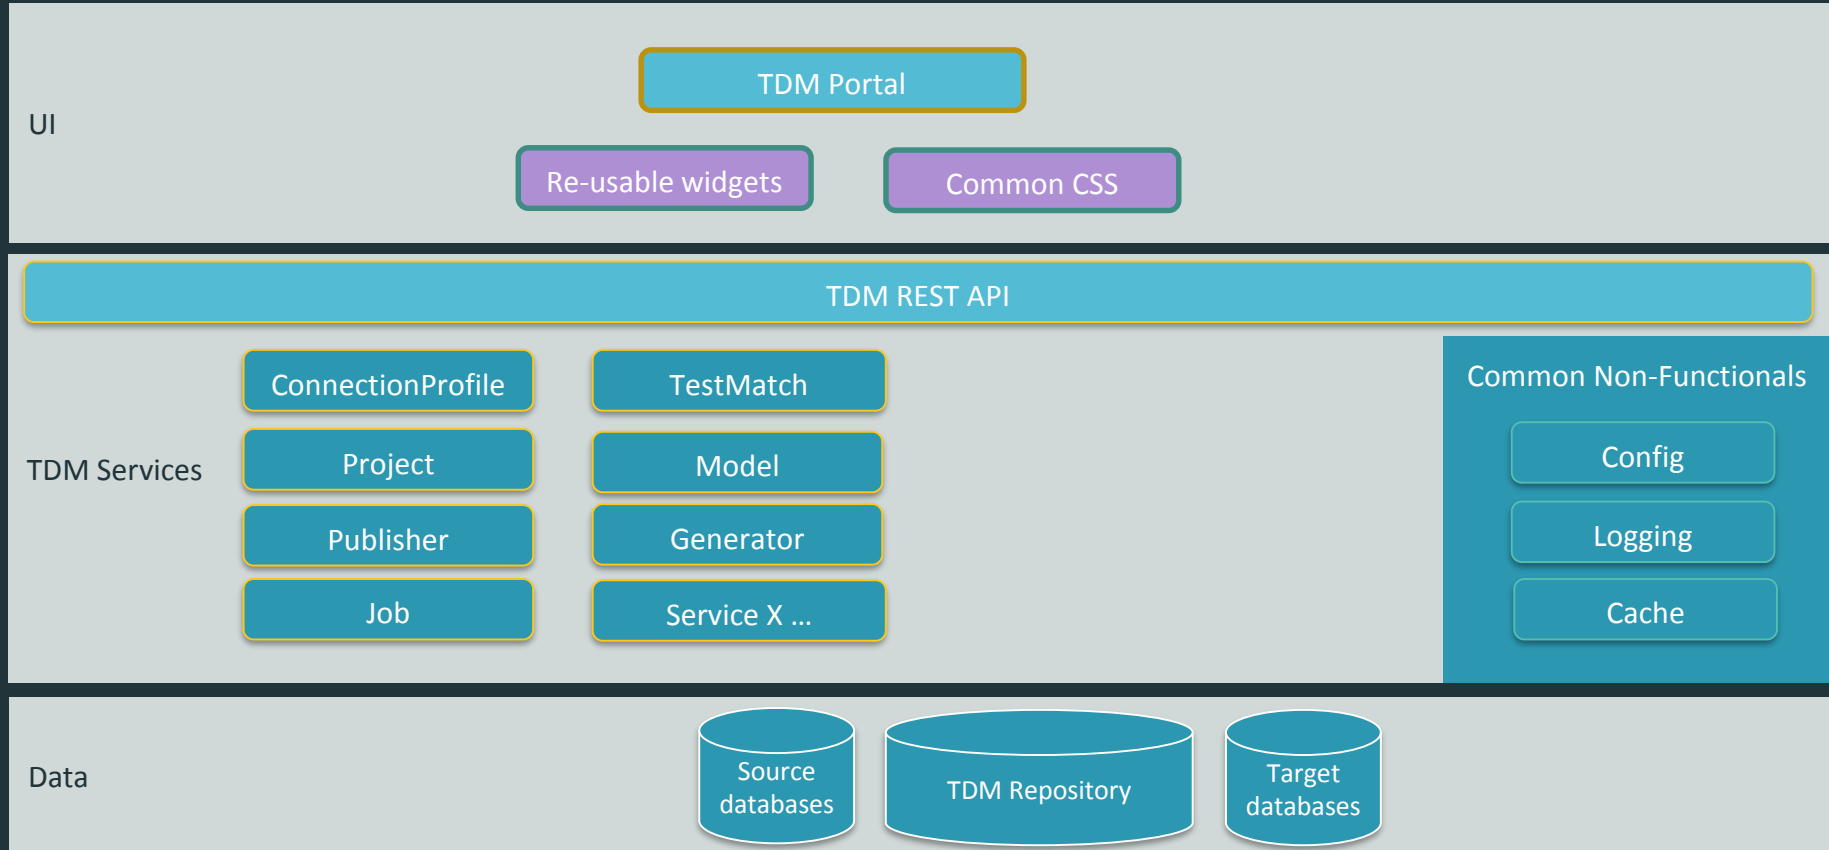 UI
TDM Portal
Re-usable widgets
Common CSS
TDM REST API
TDM Services
ConnectionProfile
Project
Publisher
Job
TestMatch
Model
Generator
Service X ...
Common Non-Functionals
Config
Logging
Cache
Data
Source
databases
TDM Repository
Target
databases